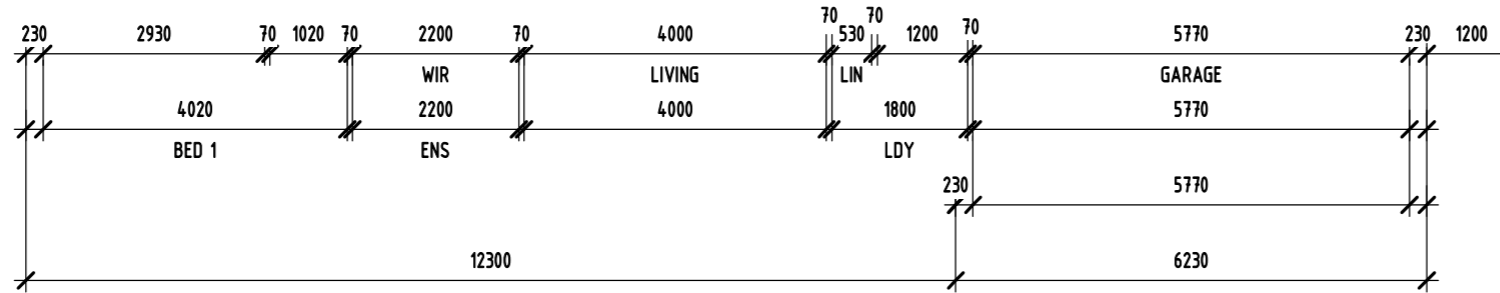 230 2930 70 1020 70 2200 70 4000 70 530 70 1200 70 5770 230 1200
WIR LIVING LIN GARAGE
4020 2200 4000 1800 5770
BED 1 ENS LDY
230 5770
12300 6230